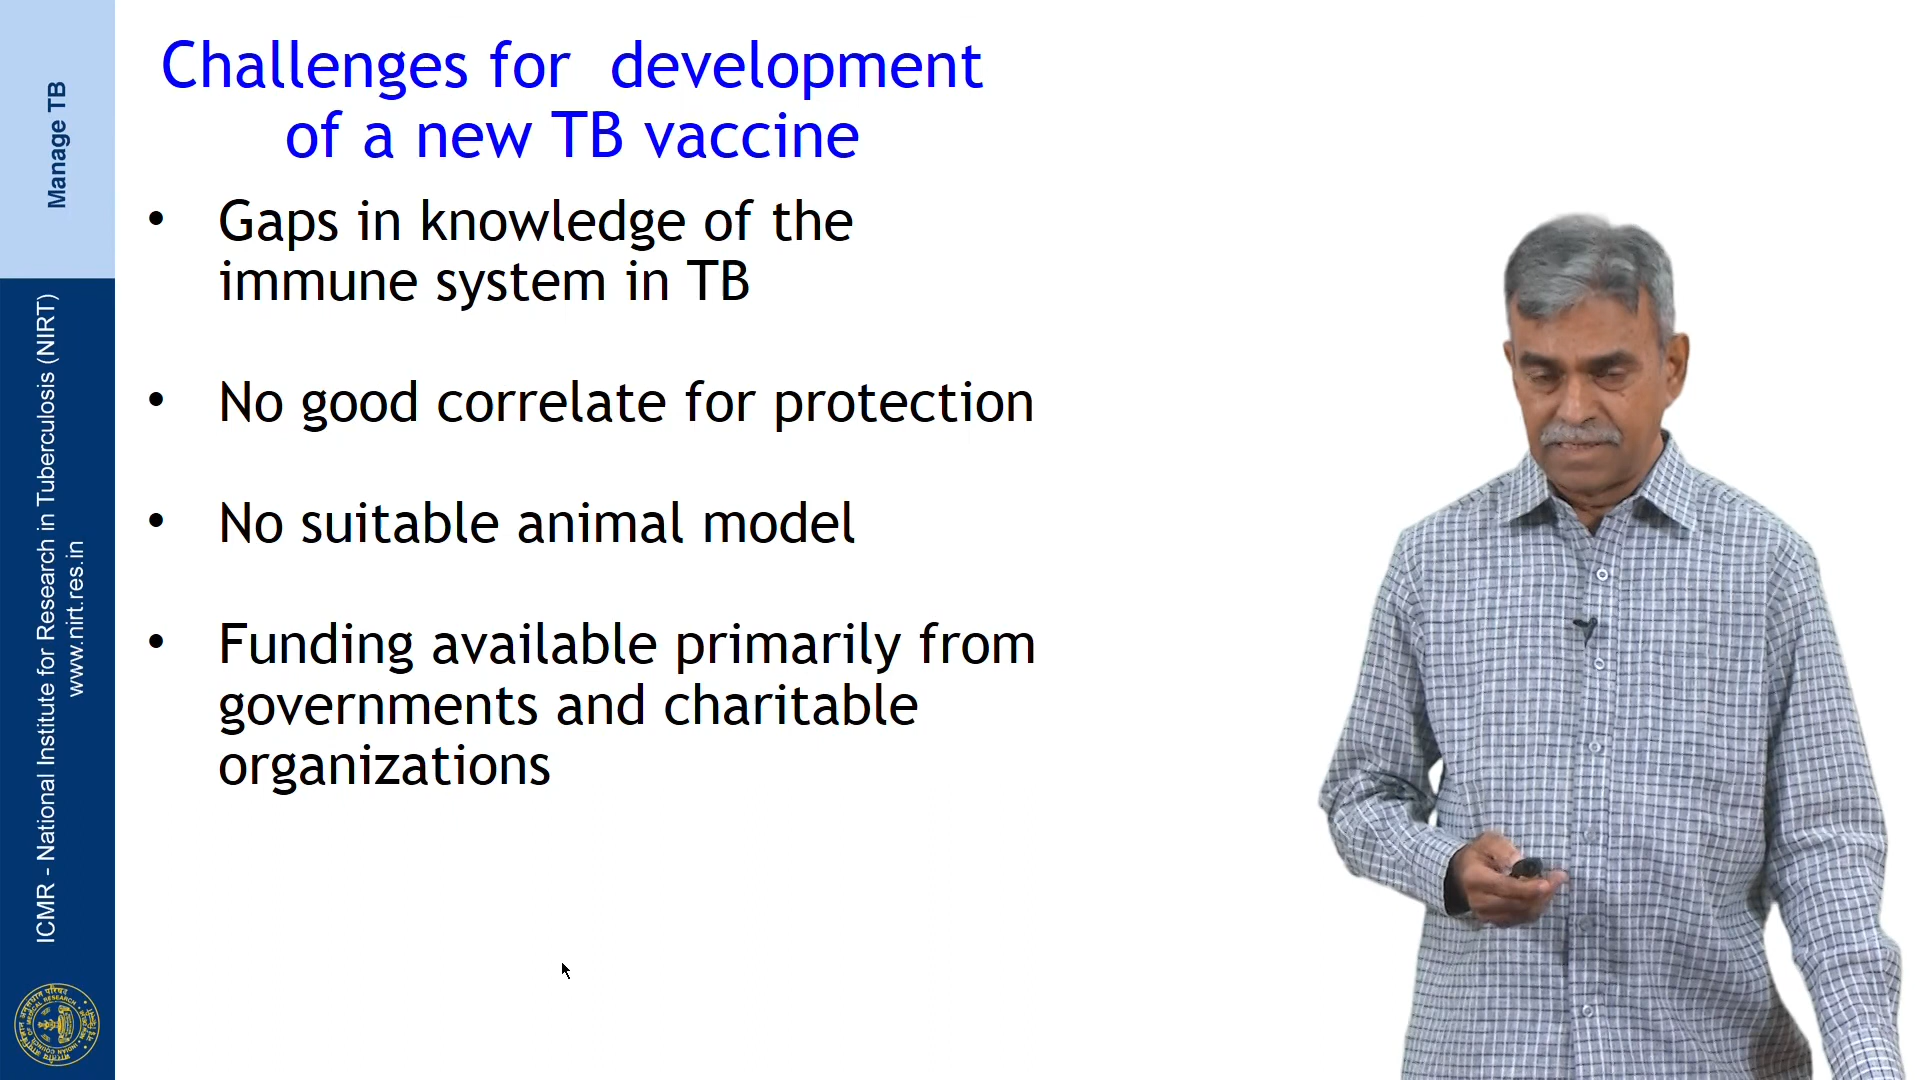 Manage TB
ICMR - National Institute for Research in Tuberculosis (NIRT)
www.nirt.res.in
Challenges for development
of a new TB vaccine
• Gaps in knowledge of the
immune system in TB
• No good correlate for protection
• No suitable animal model
• Funding available primarily from
governments and charitable
organizations